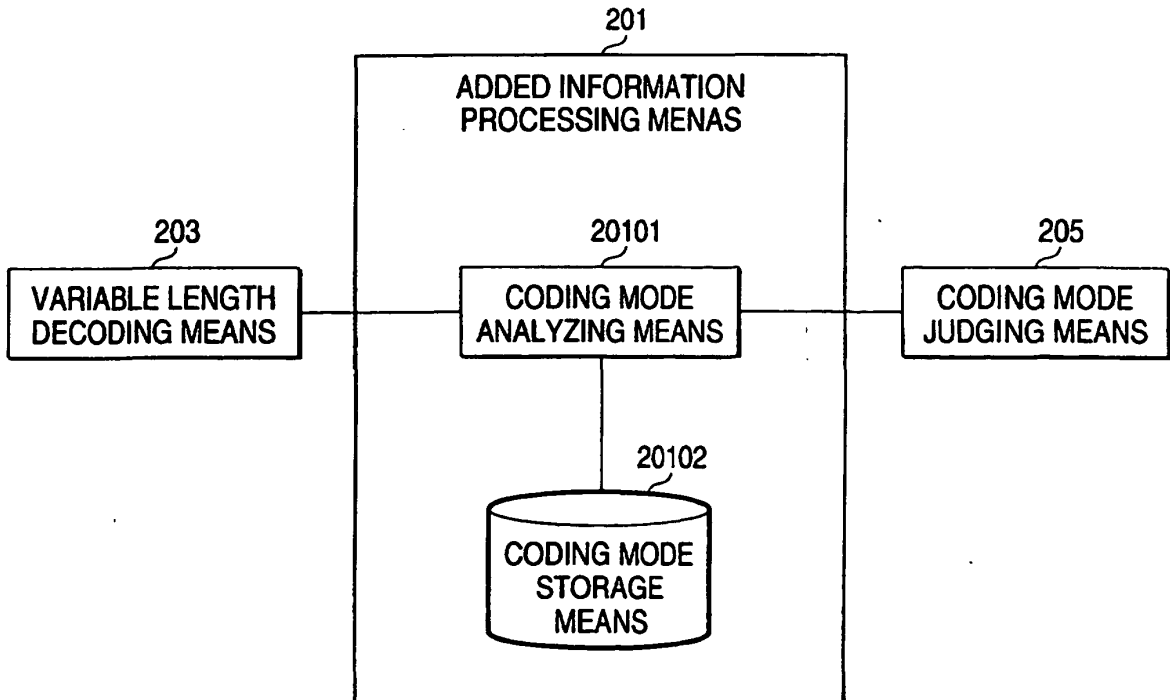 201
ADDED INFORMATION
PROCESSING MENAS
203
VARIABLE LENGTH
DECODING MEANS
20101
CODING MODE
ANALYZING MEANS
205
CODING MODE
JUDGING MEANS
20102
CODING MODE
STORAGE
MEANS